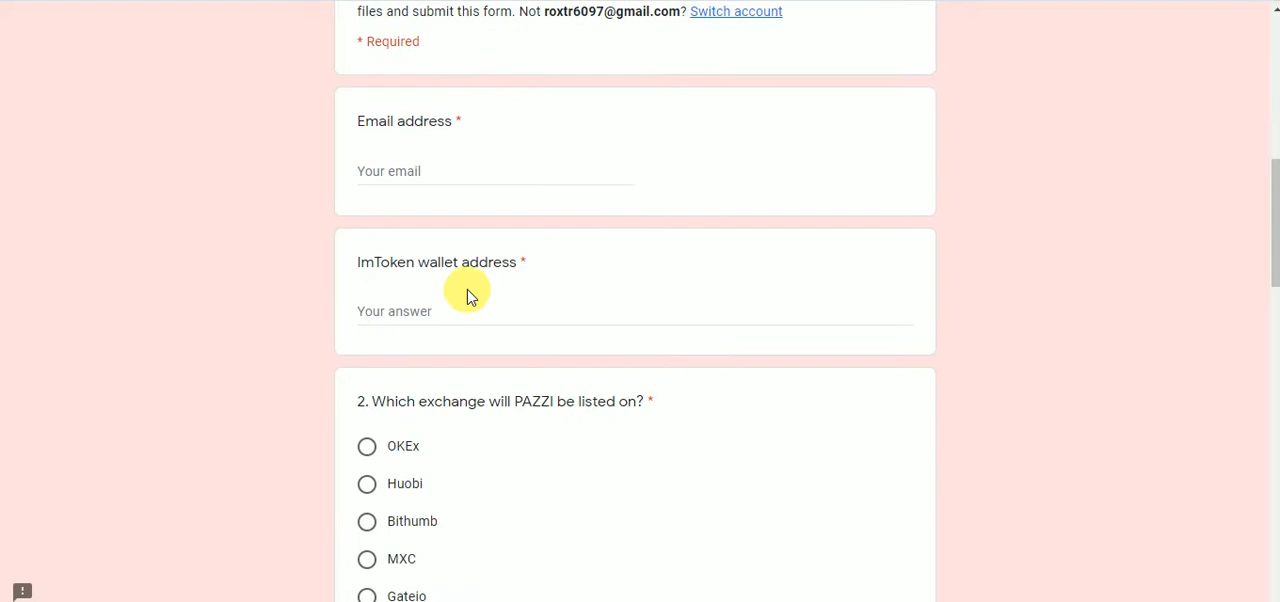 files and submit this form. Not roxtr6097@gmail.com? Switch account
* Required
Email address *
Your email
ImToken wallet address *
Your answer
2. Which exchange will PAZZI be listed on? *
OKEx
Huobi
Bithumb
MXC
Gateio